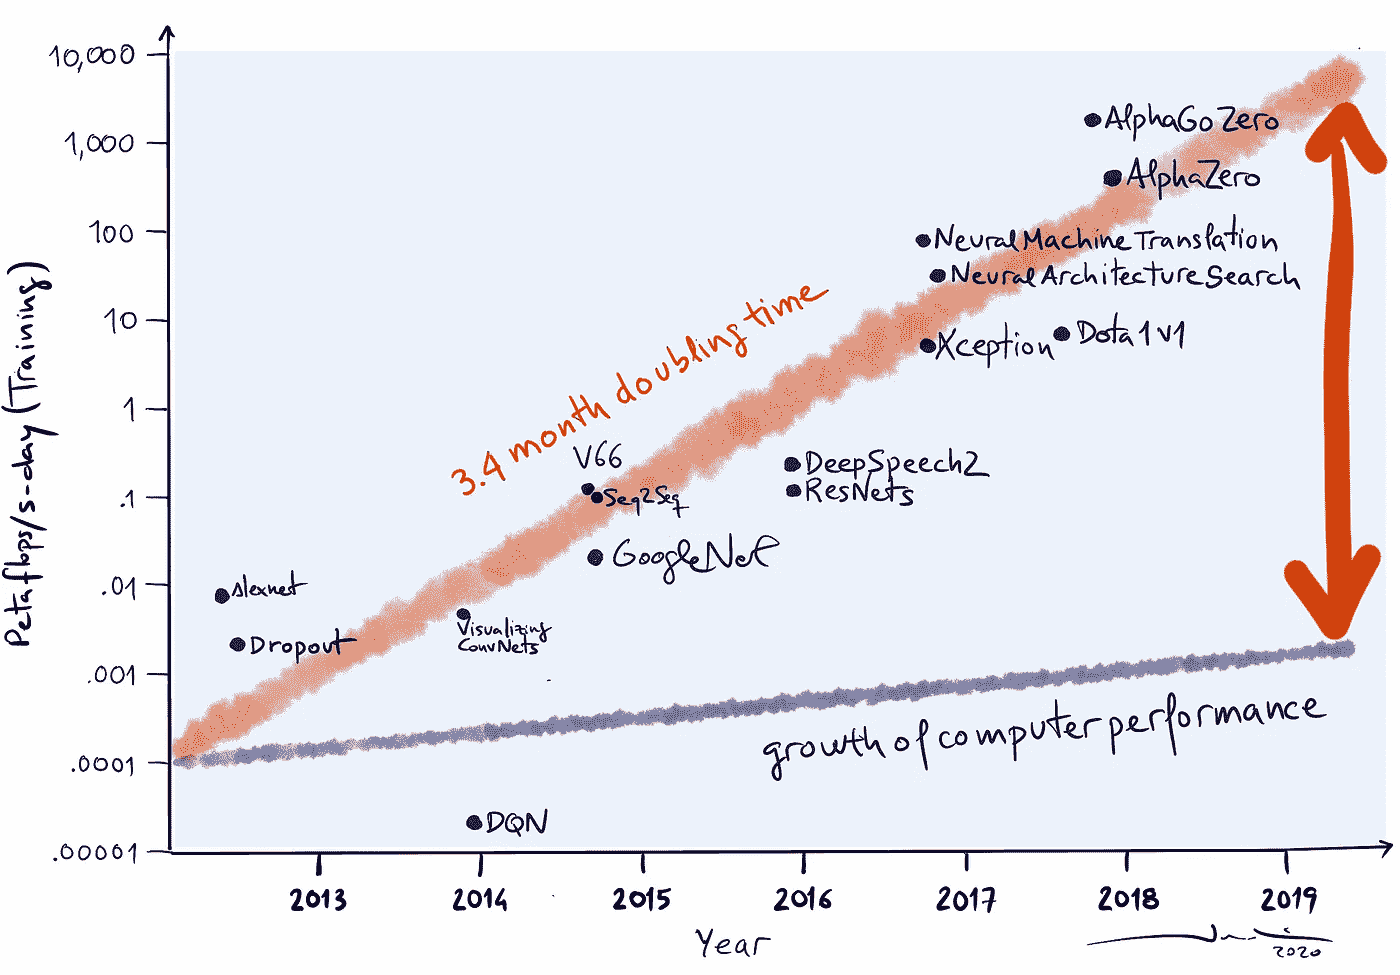 10,000
1,000
100
10
1
.1
.01
.001
.0001
.00001
Petaflops/s-day (Training)
AlphaGo Zero
AlphaZero
Neural Machine Translation
Neural Architecture Search
Xception
Dota 1 v1
3.4 month doubling time
V66
Seq2Seq
DeepSpeech2
ResNets
GoogleNet
Alexnet
Dropout
Visualizing
ConvNets
growth of computer performance
DQN
2013
2014
2015
2016
2017
2018
2019
Year
2020